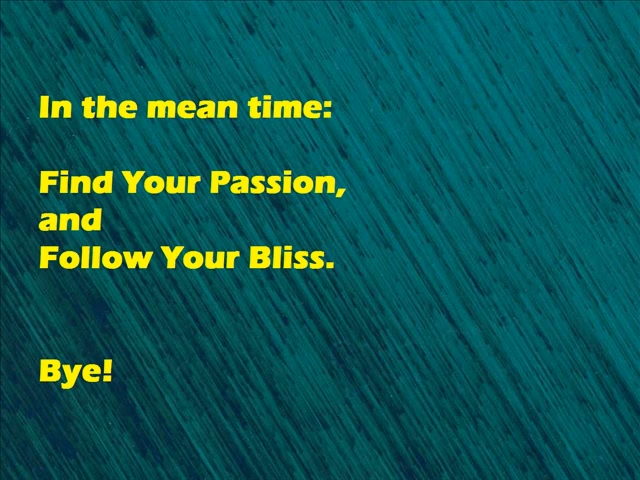 In the mean time:
Find Your Passion,
and
Follow Your Bliss.
Bye!